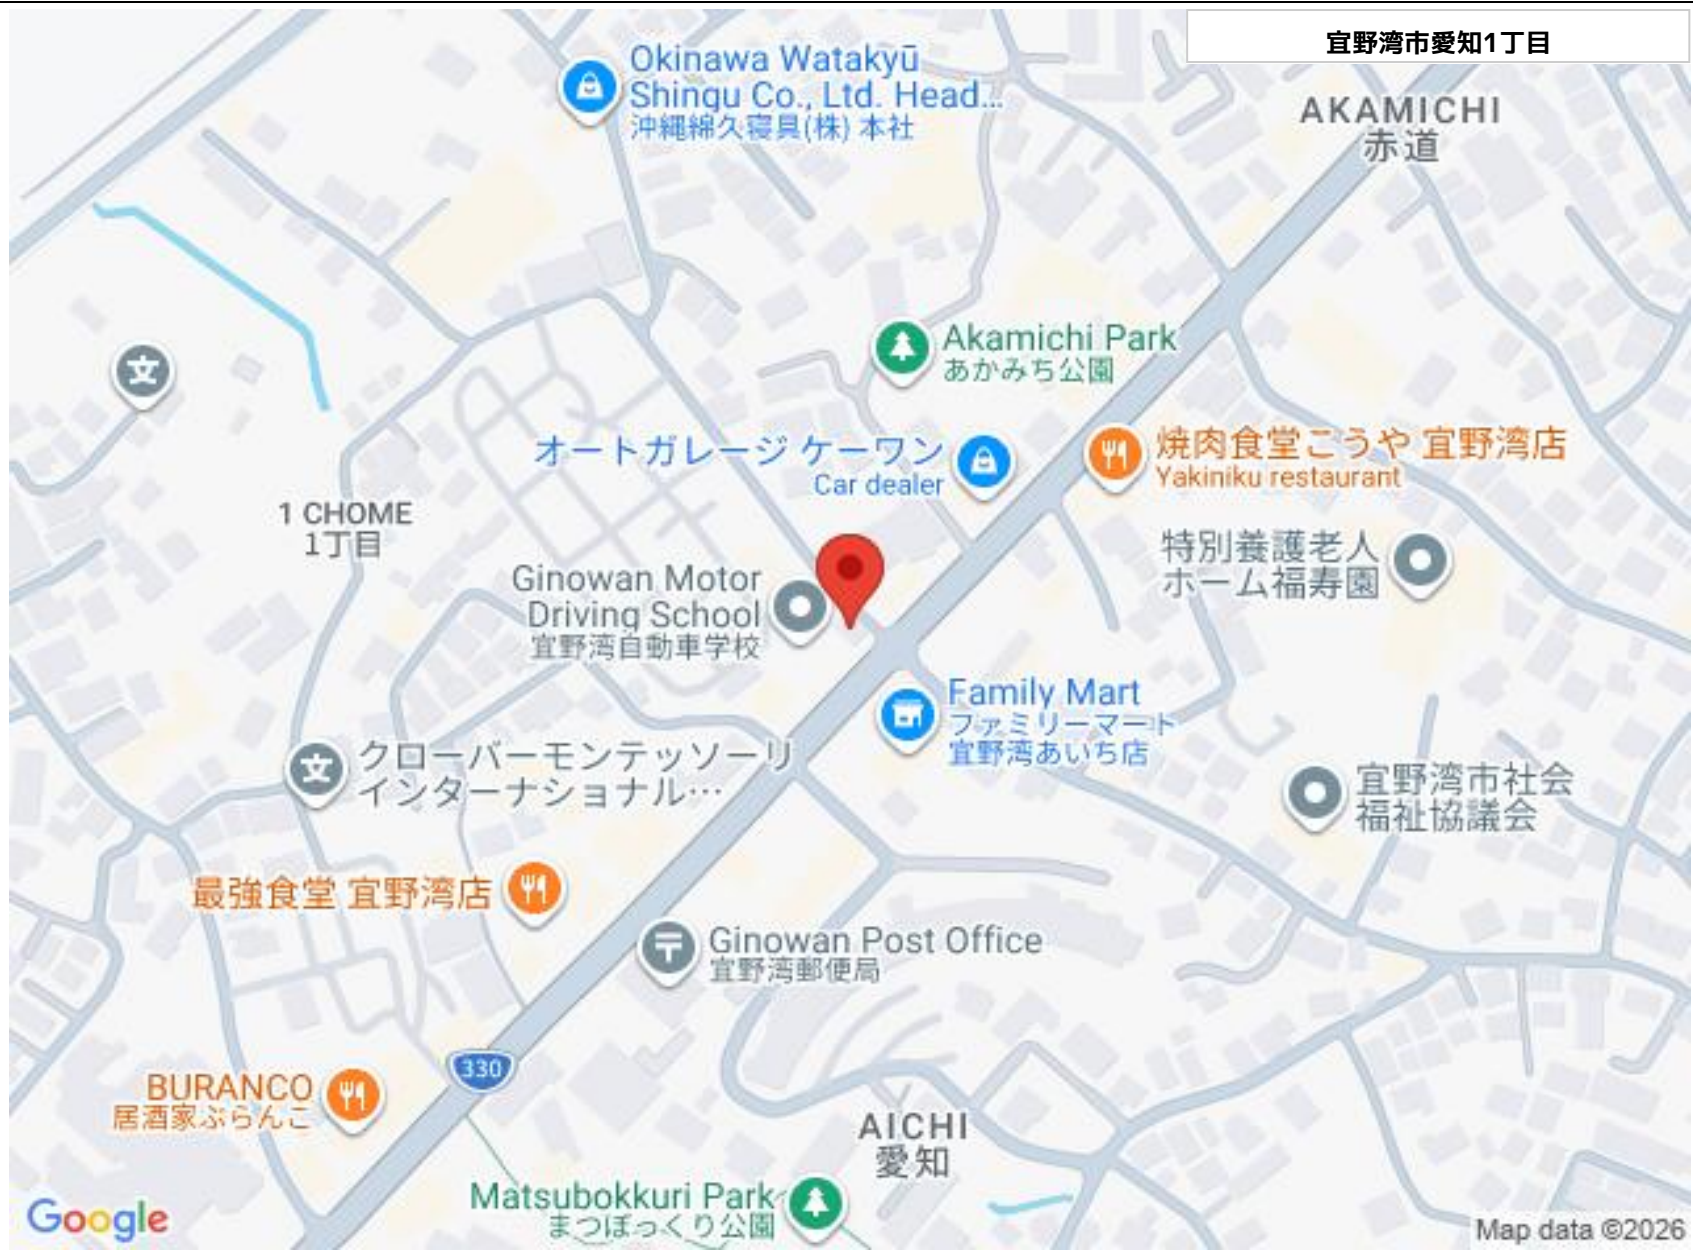 宜野湾市愛知1丁目
Okinawa Watakyū
Shingu Co., Ltd. Head...
沖縄綿久寝具(株) 本社
AKAMICHI
赤道
Akamichi Park
あかみち公園
オートガレージ ケーワン
Car dealer
焼肉食堂こうや 宜野湾店
Yakiniku restaurant
1 CHOME
1丁目
特別養護老人
ホーム福寿園
Ginowan Motor
Driving School
宜野湾自動車学校
Family Mart
ファミリーマート
宜野湾あいち店
クローバーモンテッソーリ
インターナショナル…
宜野湾市社会
福祉協議会
最強食堂 宜野湾店
Ginowan Post Office
宜野湾郵便局
330
BURANCO
居酒家ぶらんこ
AICHI
愛知
Matsubokkuri Park
まつぼっくり公園
Google
Map data ©2026
文
文